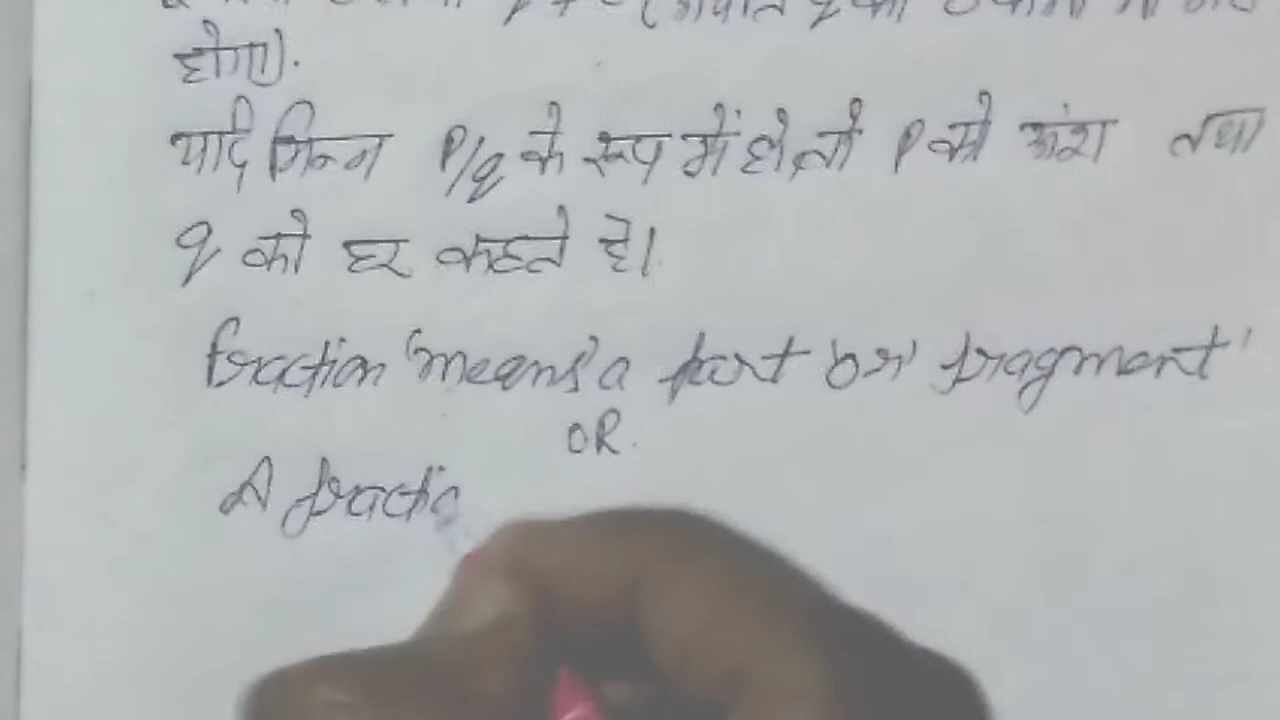 होगा).
यदि भिन्न P/q के रूप में हो, तो P को अंश तथा
q को हर कहते है।
fraction 'means' a part 'or' fragment'
OR.
A fractio